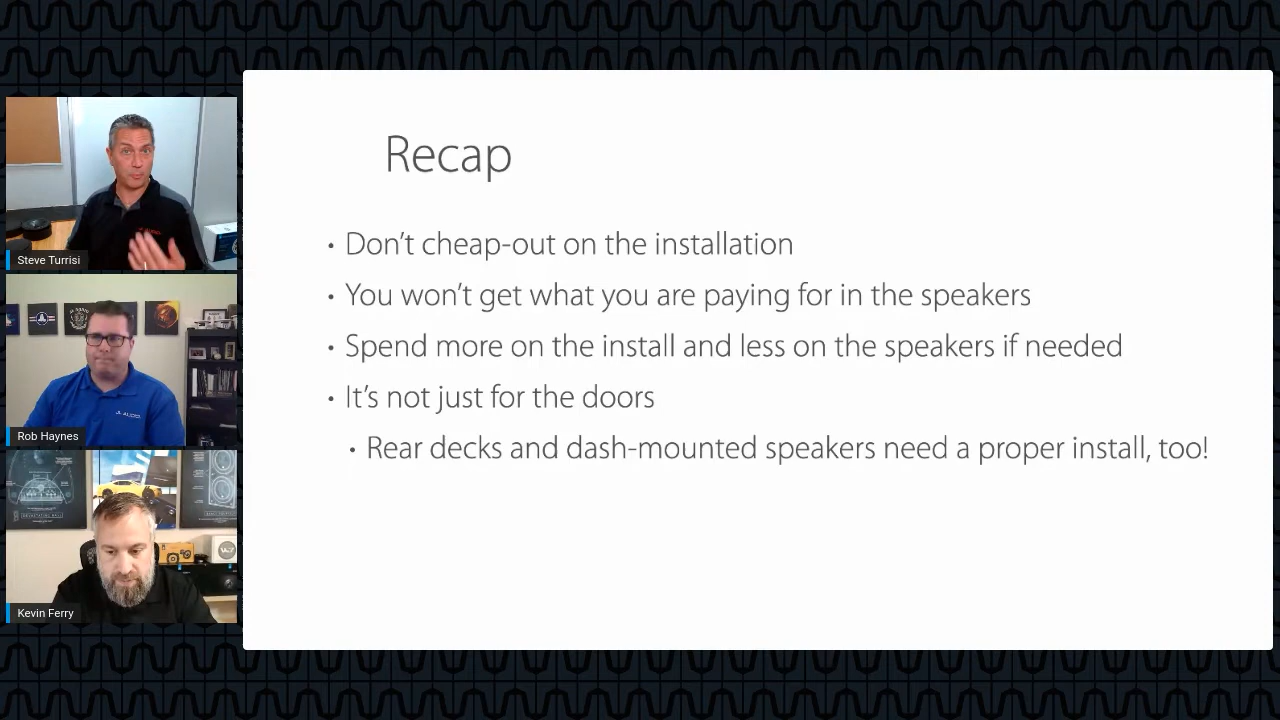 Recap
• Don't cheap-out on the installation
• You won't get what you are paying for in the speakers
• Spend more on the install and less on the speakers if needed
• It's not just for the doors
• Rear decks and dash-mounted speakers need a proper install, too!
Steve Turrisi
JL AUDIO
Rob Haynes
Kevin Ferry